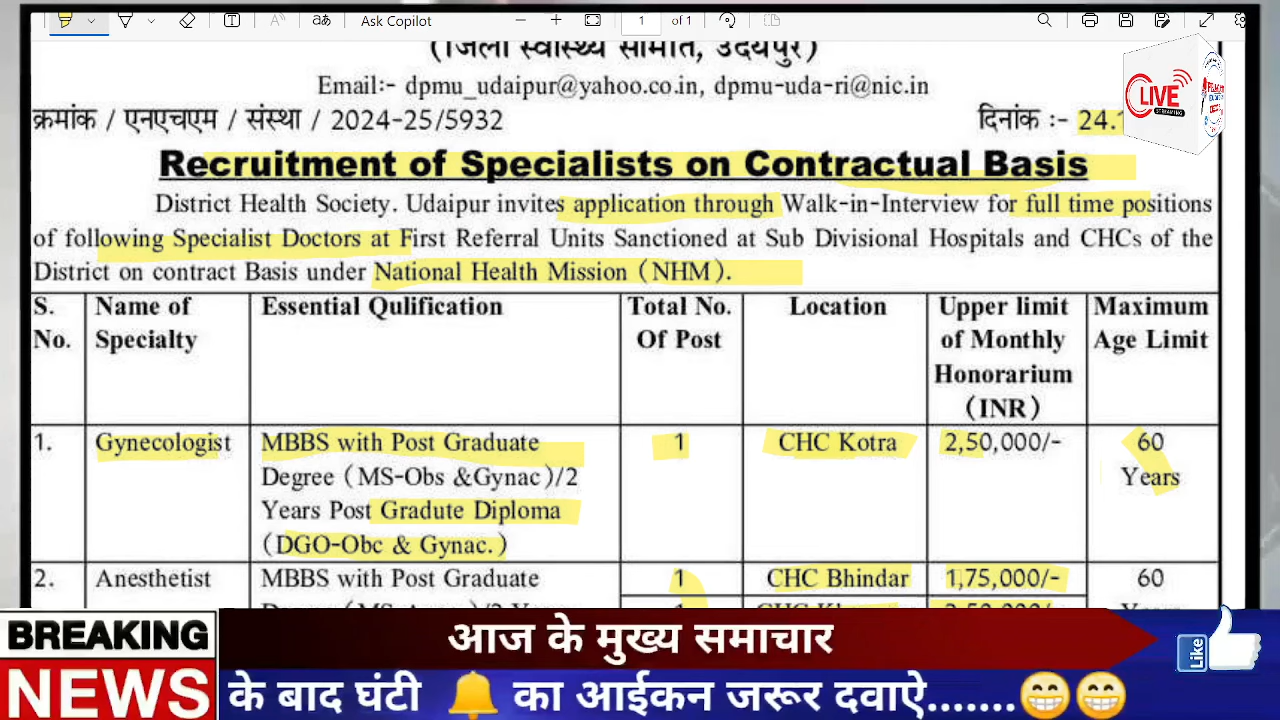 Ask Copilot
1 of 1
(जिला स्वास्थ्य समिति, उदयपुर)
Email:- dpmu_udaipur@yahoo.co.in, dpmu-uda-ri@nic.in
क्रमांक / एनएचएम / संस्था / 2024-25/5932 दिनांक :- 24.
LIVE
STREAMING
Recruitment of Specialists on Contractual Basis
District Health Society. Udaipur invites application through Walk-in-Interview for full time positions
of following Specialist Doctors at First Referral Units Sanctioned at Sub Divisional Hospitals and CHCs of the
District on contract Basis under National Health Mission (NHM).
S. Name of Essential Qulification Total No. Location Upper limit Maximum
No. Specialty Of Post of Monthly Age Limit
Honorarium
(INR)
1. Gynecologist MBBS with Post Graduate 1 CHC Kotra 2,50,000/- 60
Degree (MS-Obs &Gynac)/2 Years
Years Post Gradute Diploma
(DGO-Obc & Gynac.)
2. Anesthetist MBBS with Post Graduate 1 CHC Bhindar 1,75,000/- 60
BREAKING
NEWS
आज के मुख्य समाचार
Like
के बाद घंटी का आईकन जरूर दवाऐ.......